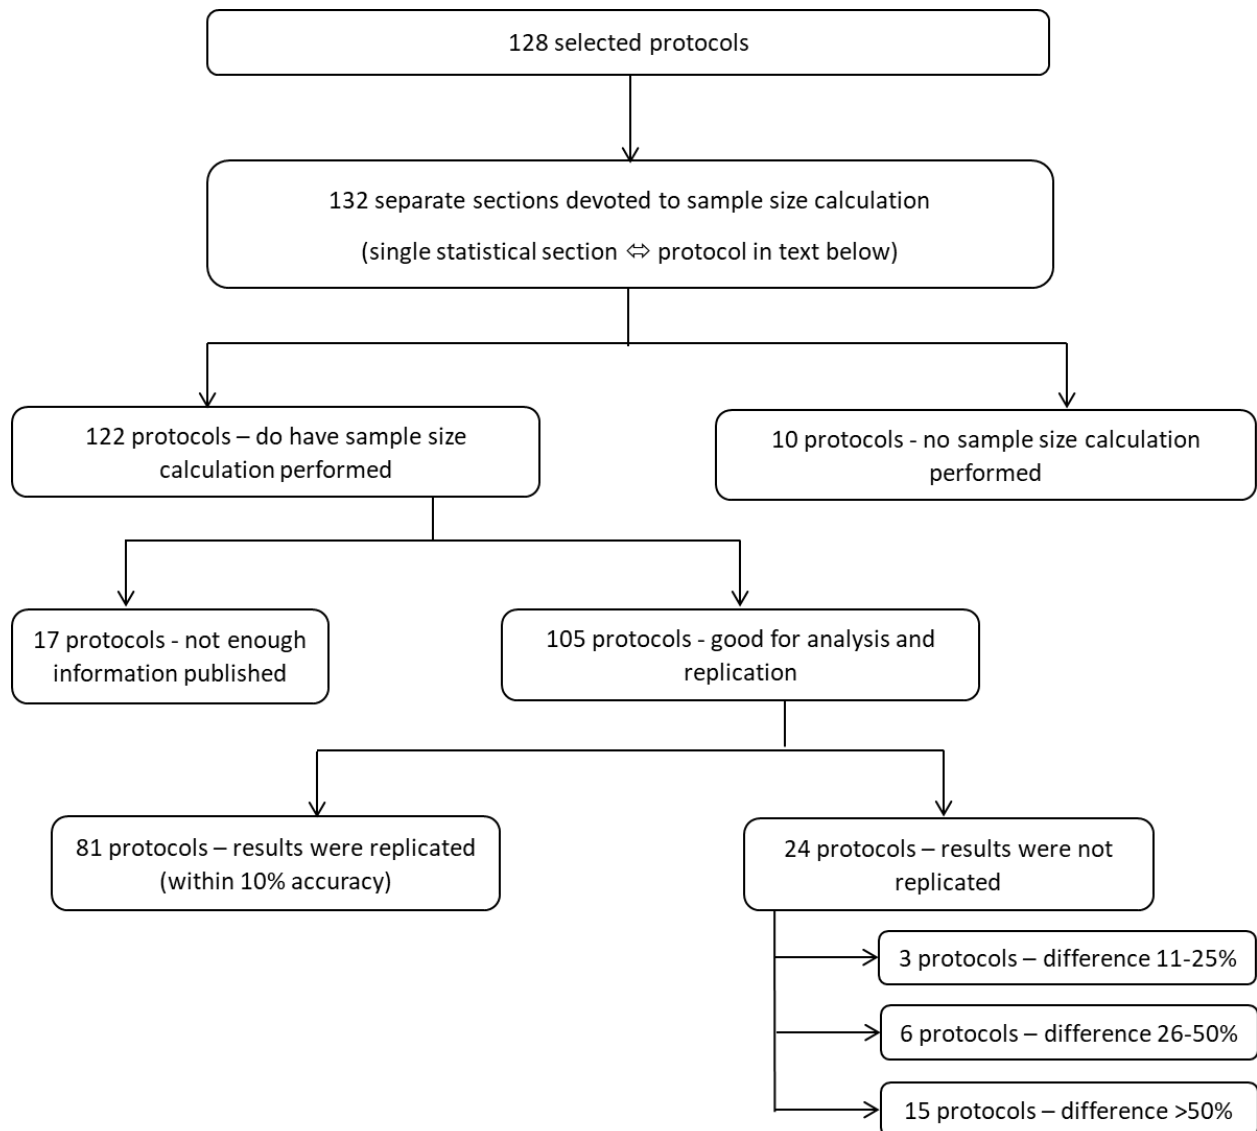 128 selected protocols
132 separate sections devoted to sample size calculation
(single statistical section ⇔ protocol in text below)
122 protocols – do have sample size
calculation performed
10 protocols - no sample size calculation
performed
17 protocols - not enough
information published
105 protocols - good for analysis and
replication
81 protocols – results were replicated
(within 10% accuracy)
24 protocols – results were not
replicated
3 protocols – difference 11-25%
6 protocols – difference 26-50%
15 protocols – difference >50%